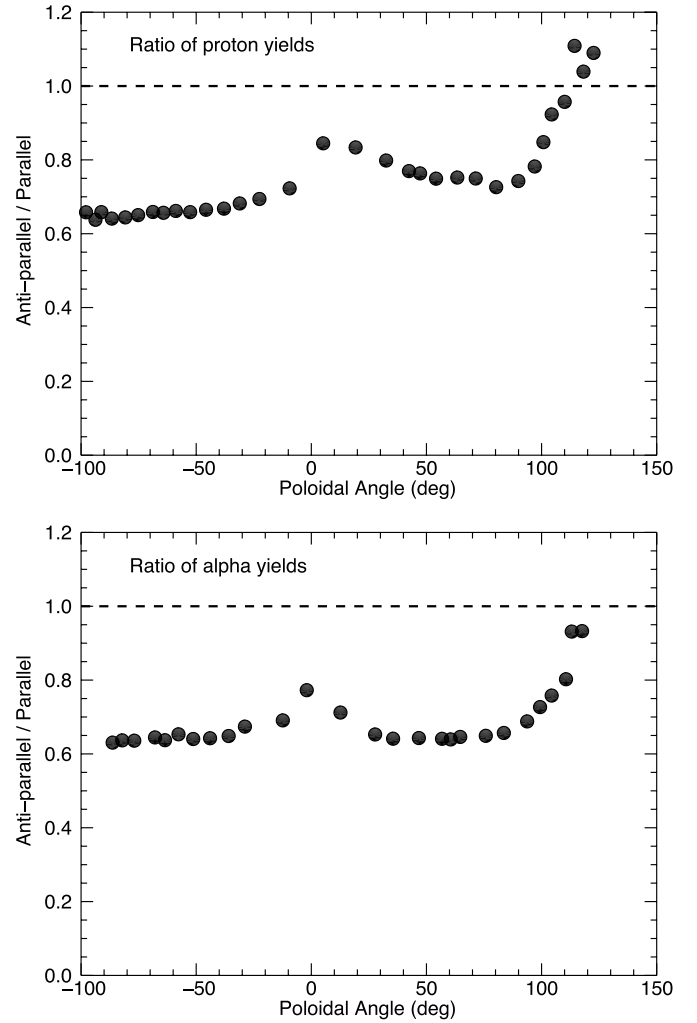 1.2
Ratio of proton yields
1.0
0.8
0.6
0.4
0.2
0.0
Anti−parallel / Parallel
−100 −50 0 50 100 150
Poloidal Angle (deg)
1.2
Ratio of alpha yields
1.0
0.8
0.6
0.4
0.2
0.0
Anti−parallel / Parallel
−100 −50 0 50 100 150
Poloidal Angle (deg)